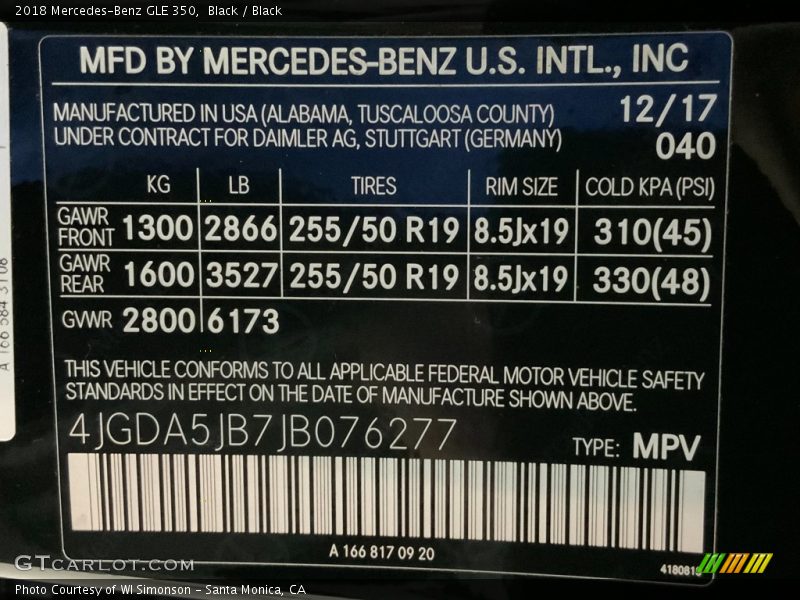 2018 Mercedes-Benz GLE 350,  Black / Black
MFD BY MERCEDES-BENZ U.S. INTL., INC
MANUFACTURED IN USA (ALABAMA, TUSCALOOSA COUNTY) 12/17
UNDER CONTRACT FOR DAIMLER AG, STUTTGART (GERMANY) 040
KG LB TIRES RIM SIZE COLD KPA (PSI)
GAWR FRONT 1300 2866 255/50 R19 8.5Jx19 310(45)
GAWR REAR 1600 3527 255/50 R19 8.5Jx19 330(48)
GVWR 2800 6173
THIS VEHICLE CONFORMS TO ALL APPLICABLE FEDERAL MOTOR VEHICLE SAFETY
STANDARDS IN EFFECT ON THE DATE OF MANUFACTURE SHOWN ABOVE.
4JGDA5JB7JB076277
TYPE: MPV
A 166 817 09 20
A 166 584 3108
GTCARLOT.COM
Photo Courtesy of WI Simonson - Santa Monica, CA